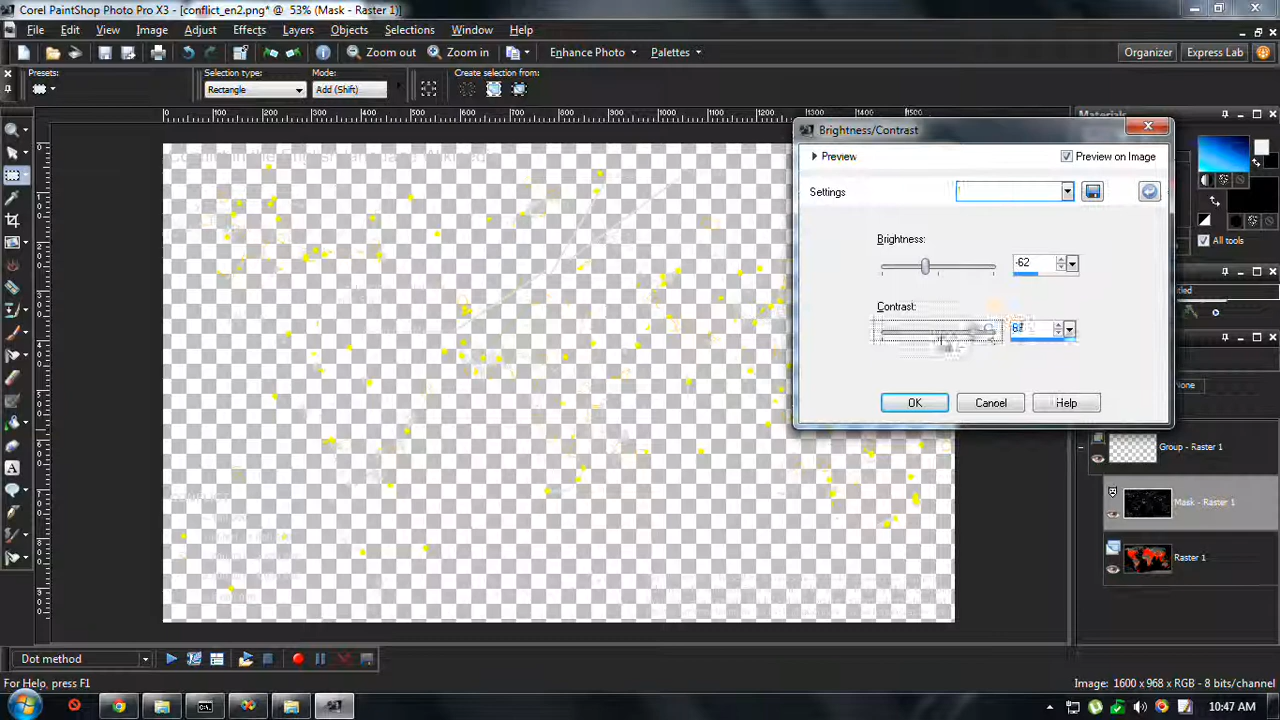 Corel PaintShop Photo Pro X3 - [conflict_en2.png* @ 53% (Mask - Raster 1)]
File Edit View Image Adjust Effects Layers Objects Selections Window Help
Zoom out Zoom in Enhance Photo Palettes Organizer Express Lab
Presets: Selection type: Mode: Create selection from:
Rectangle Add (Shift)
Materials
Brightness/Contrast
Preview Preview on Image
Settings
All tools
Brightness:
-62
Contrast:
None
OK Cancel Help
Group - Raster 1
Mask - Raster 1
Raster 1
Dot method
For Help, press F1
Image: 1600 x 968 x RGB - 8 bits/channel
10:47 AM